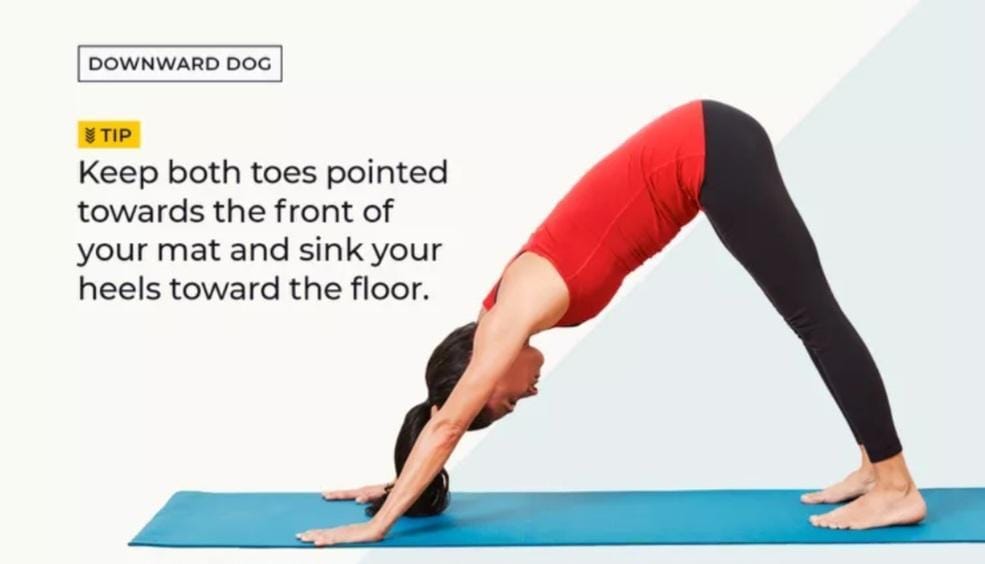 DOWNWARD DOG
TIP
Keep both toes pointed
towards the front of
your mat and sink your
heels toward the floor.